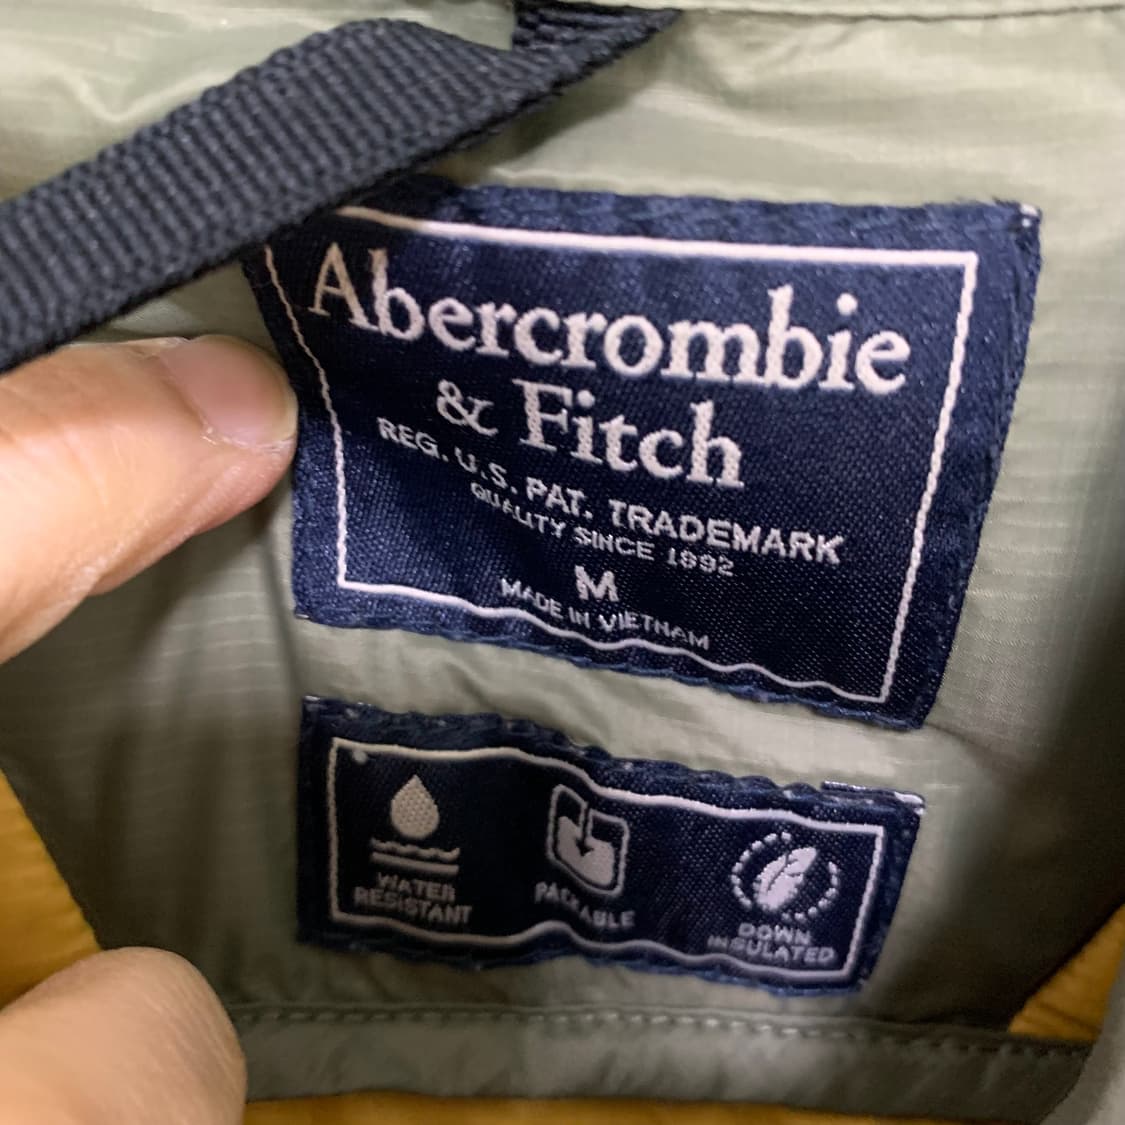 Abercrombie
& Fitch
REG. U.S. PAT. TRADEMARK
QUALITY SINCE 1892
M
MADE IN VIETNAM
WATER
RESISTANT
PACKABLE
DOWN
INSULATED